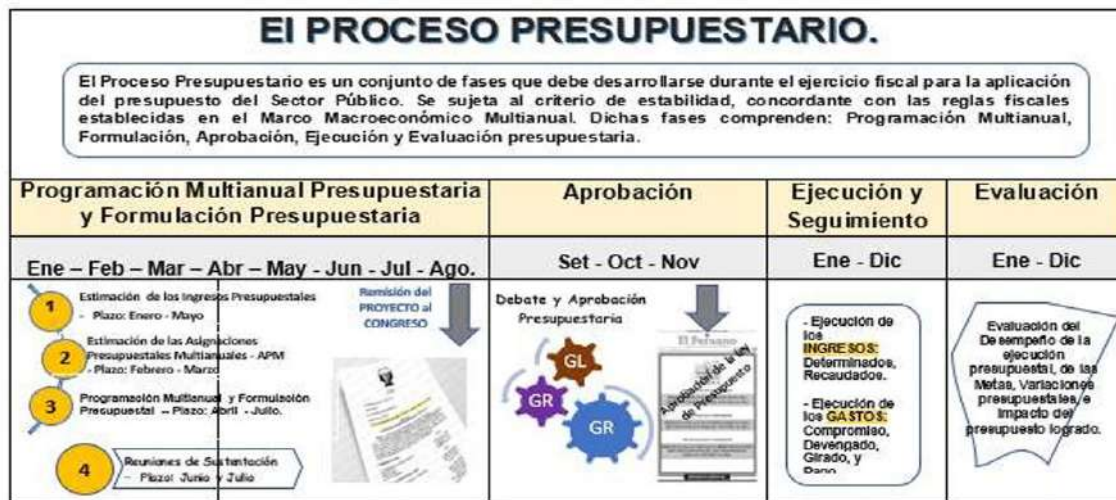 El PROCESO PRESUPUESTARIO.
El Proceso Presupuestario es un conjunto de fases que debe desarrollarse durante el ejercicio fiscal para la aplicación
del presupuesto del Sector Público. Se sujeta al criterio de estabilidad, concordante con las reglas fiscales
establecidas en el Marco Macroeconómico Multianual. Dichas fases comprenden: Programación Multianual,
Formulación, Aprobación, Ejecución y Evaluación presupuestaria.
Programación Multianual Presupuestaria
y Formulación Presupuestaria
Ene – Feb – Mar – Abr – May - Jun - Jul - Ago.
1
Estimación de los Ingresos Presupuestales
- Plazo: Enero - Mayo
2
Estimación de las Asignaciones
Presupuestales Multianuales - APM
- Plazo: Febrero - Marzo
3
Programación Multianual y Formulación
Presupuestal – Plazo: Abril - Julio.
4
Reuniones de Sustentación
- Plazo: Junio y Julio
Remisión del
PROYECTO al
CONGRESO
Aprobación
Set - Oct - Nov
Debate y Aprobación
Presupuestaria
GL
GR
GR
El Peruano
Aprobación de la ley
de Presupuesto
Ejecución y
Seguimiento
Ene - Dic
- Ejecución de
los
INGRESOS:
Determinados,
Recaudados.
- Ejecución de
los GASTOS:
Compromiso,
Devengado,
Girado, y
Pago
Evaluación
Ene - Dic
Evaluación del
Desempeño de la
ejecución
presupuestal, de las
Metas, Variaciones
presupuestales, e
Impacto del
presupuesto logrado.